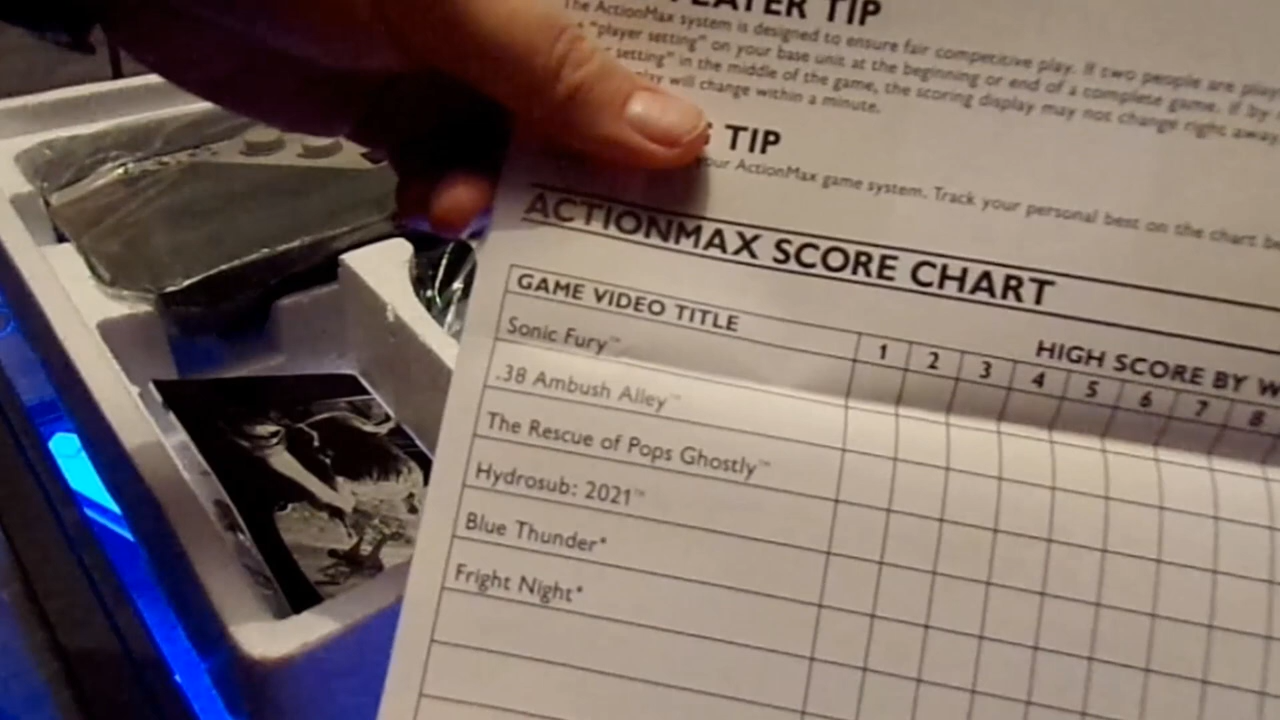 TIP
The ActionMax system is designed to ensure fair competitive play. If two people are
"player setting" on your base unit at the beginning or end of a complete game. If by
setting" in the middle of the game, the scoring display may not change right away.
will change within a minute.
TIP
ActionMax game system. Track your personal best on the chart
ACTIONMAX SCORE CHART
GAME VIDEO TITLE
HIGH SCORE BY
1 2 3 4 5 6 7 8
Sonic Fury™
.38 Ambush Alley™
The Rescue of Pops Ghostly™
Hydrosub: 2021™
Blue Thunder*
Fright Night*